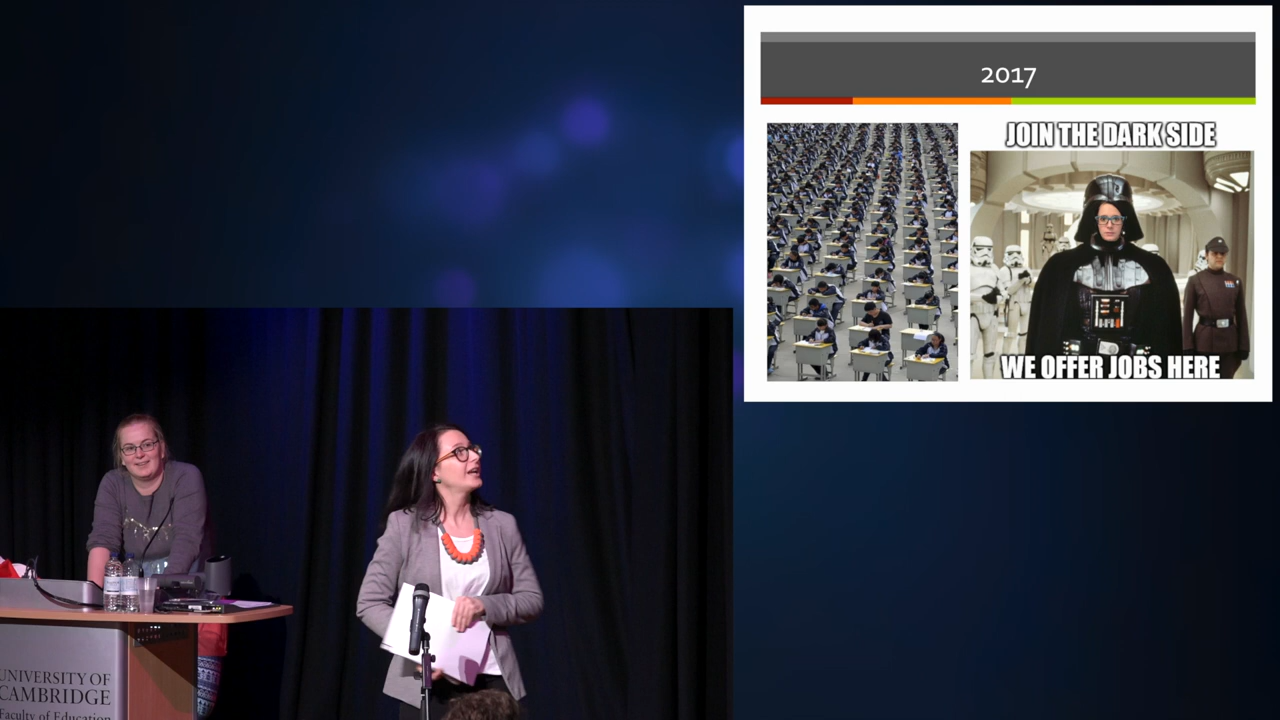 2017
JOIN THE DARK SIDE
WE OFFER JOBS HERE
UNIVERSITY OF
CAMBRIDGE
Faculty of Education